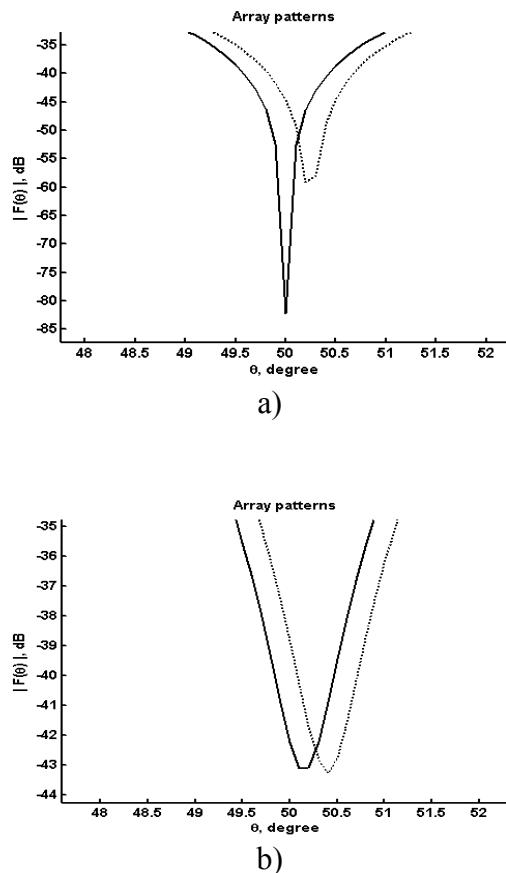 Array patterns
| F(θ) |, dB
-35
-40
-45
-50
-55
-60
-65
-70
-75
-80
-85
48 48.5 49 49.5 50 50.5 51 51.5 52
θ, degree
a)
Array patterns
| F(θ) |, dB
-35
-36
-37
-38
-39
-40
-41
-42
-43
-44
48 48.5 49 49.5 50 50.5 51 51.5 52
θ, degree
b)